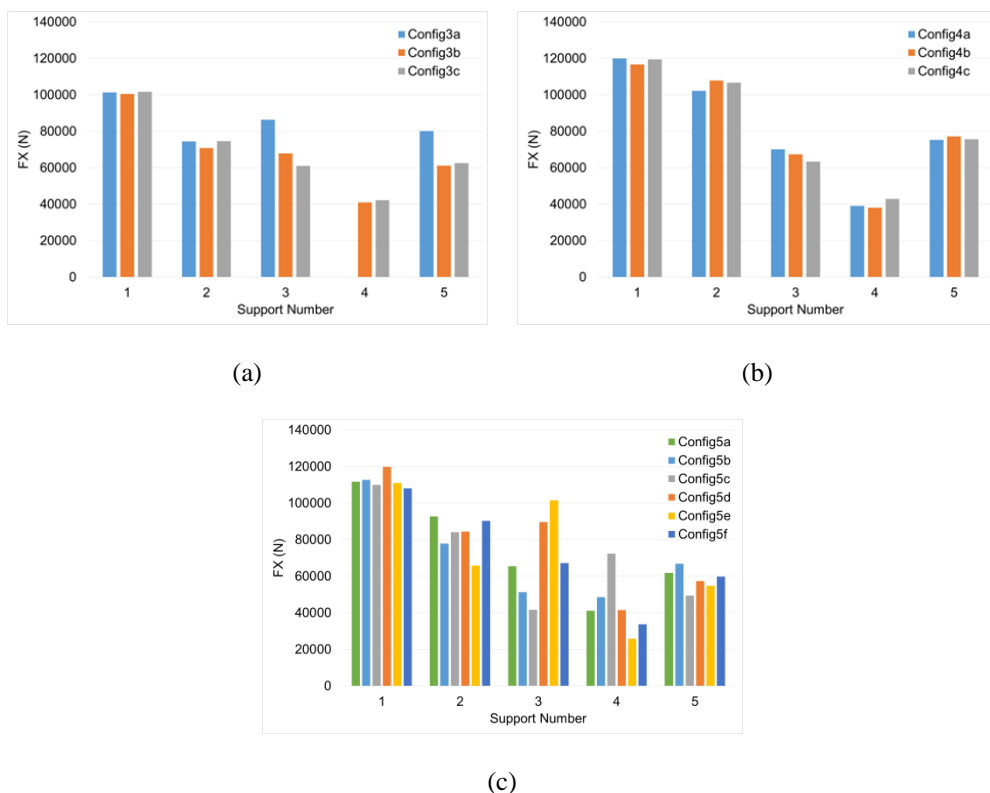 140000
120000
100000
80000
60000
40000
20000
0
FX (N)
1 2 3 4 5
Support Number
Config3a
Config3b
Config3c
(a)
140000
120000
100000
80000
60000
40000
20000
0
FX (N)
1 2 3 4 5
Support Number
Config4a
Config4b
Config4c
(b)
140000
120000
100000
80000
60000
40000
20000
0
FX (N)
1 2 3 4 5
Support Number
Config5a
Config5b
Config5c
Config5d
Config5e
Config5f
(c)